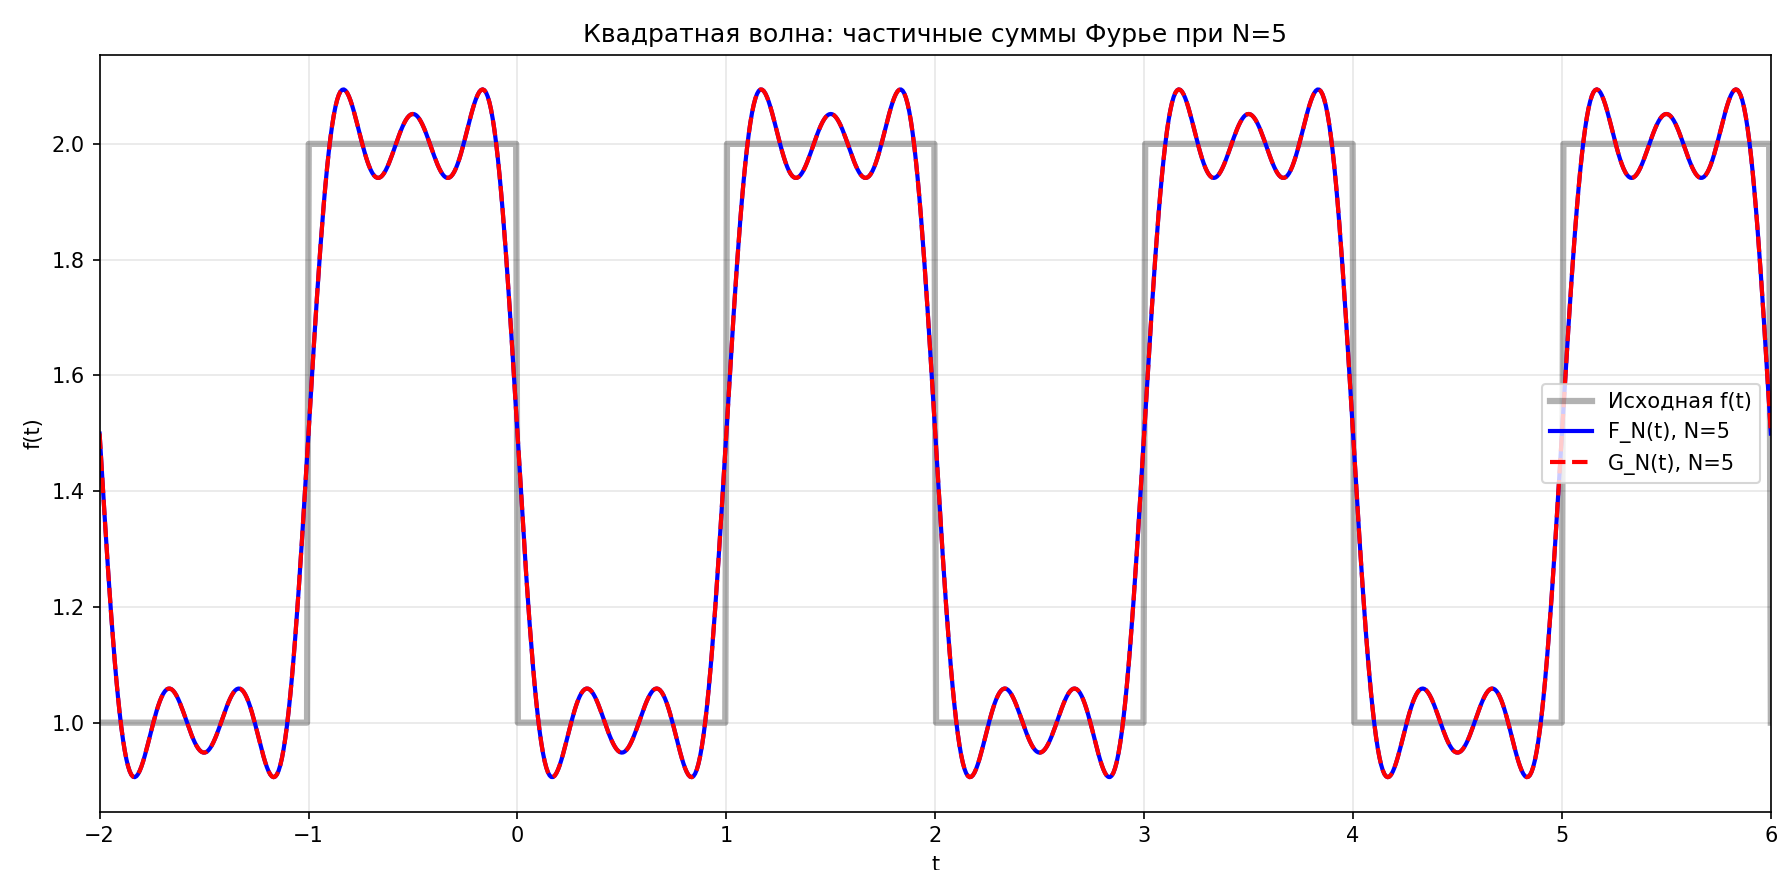 Квадратная волна: частичные суммы Фурье при N=5
f(t)
2.0
1.8
1.6
1.4
1.2
1.0
Исходная f(t)
F_N(t), N=5
G_N(t), N=5
−2 −1 0 1 2 3 4 5 6
t